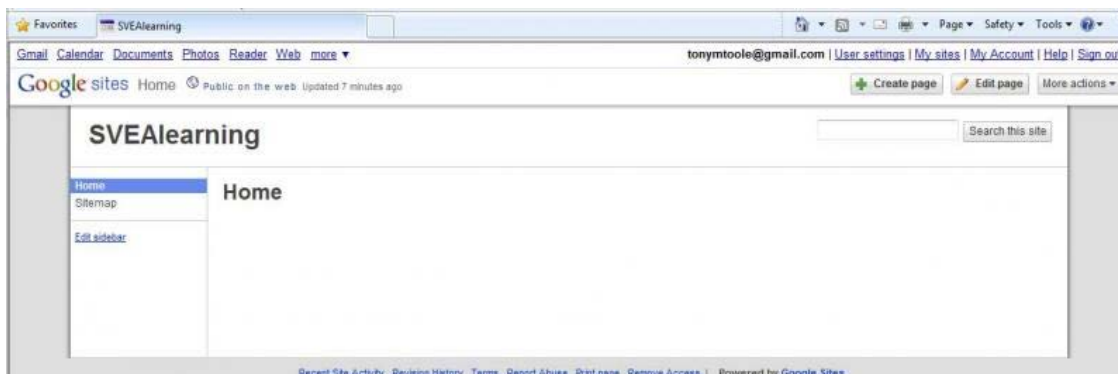 Favorites SVEAlearning Page Safety Tools
Gmail Calendar Documents Photos Reader Web more tonymtoole@gmail.com | User settings | My sites | My Account | Help | Sign out
Google sites Home Public on the web Updated 7 minutes ago Create page Edit page More actions
SVEAlearning Search this site
Home
Sitemap
Edit sidebar
Home
Recent Site Activity Revision History Terms Report Abuse Print page Remove Access | Powered by Google Sites